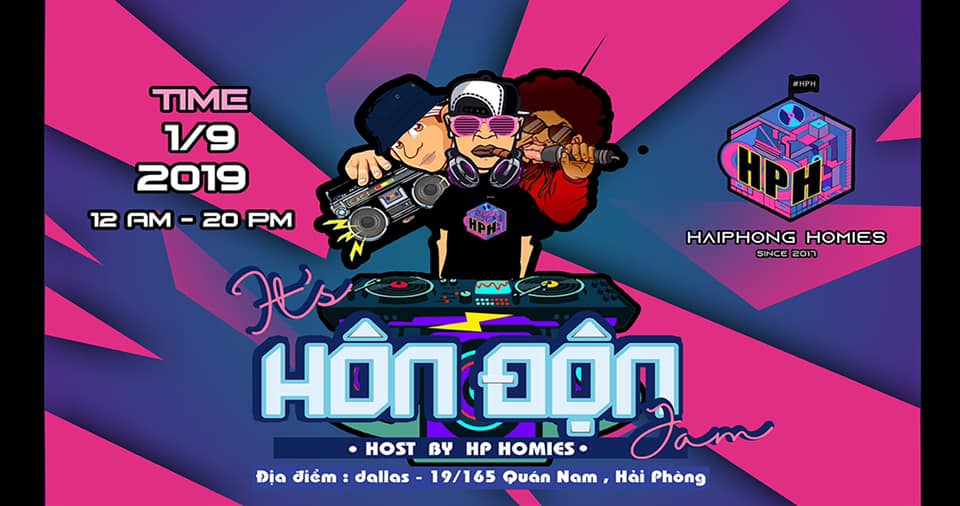 TIME
1/9
2019
12 AM - 20 PM
#HPH
HPH
HAIPHONG HOMIES
SINCE 2017
HPH
It's
HỖN ĐỘN
Jam
• HOST BY HP HOMIES •
Địa điểm : dallas - 19/165 Quán Nam , Hải Phòng